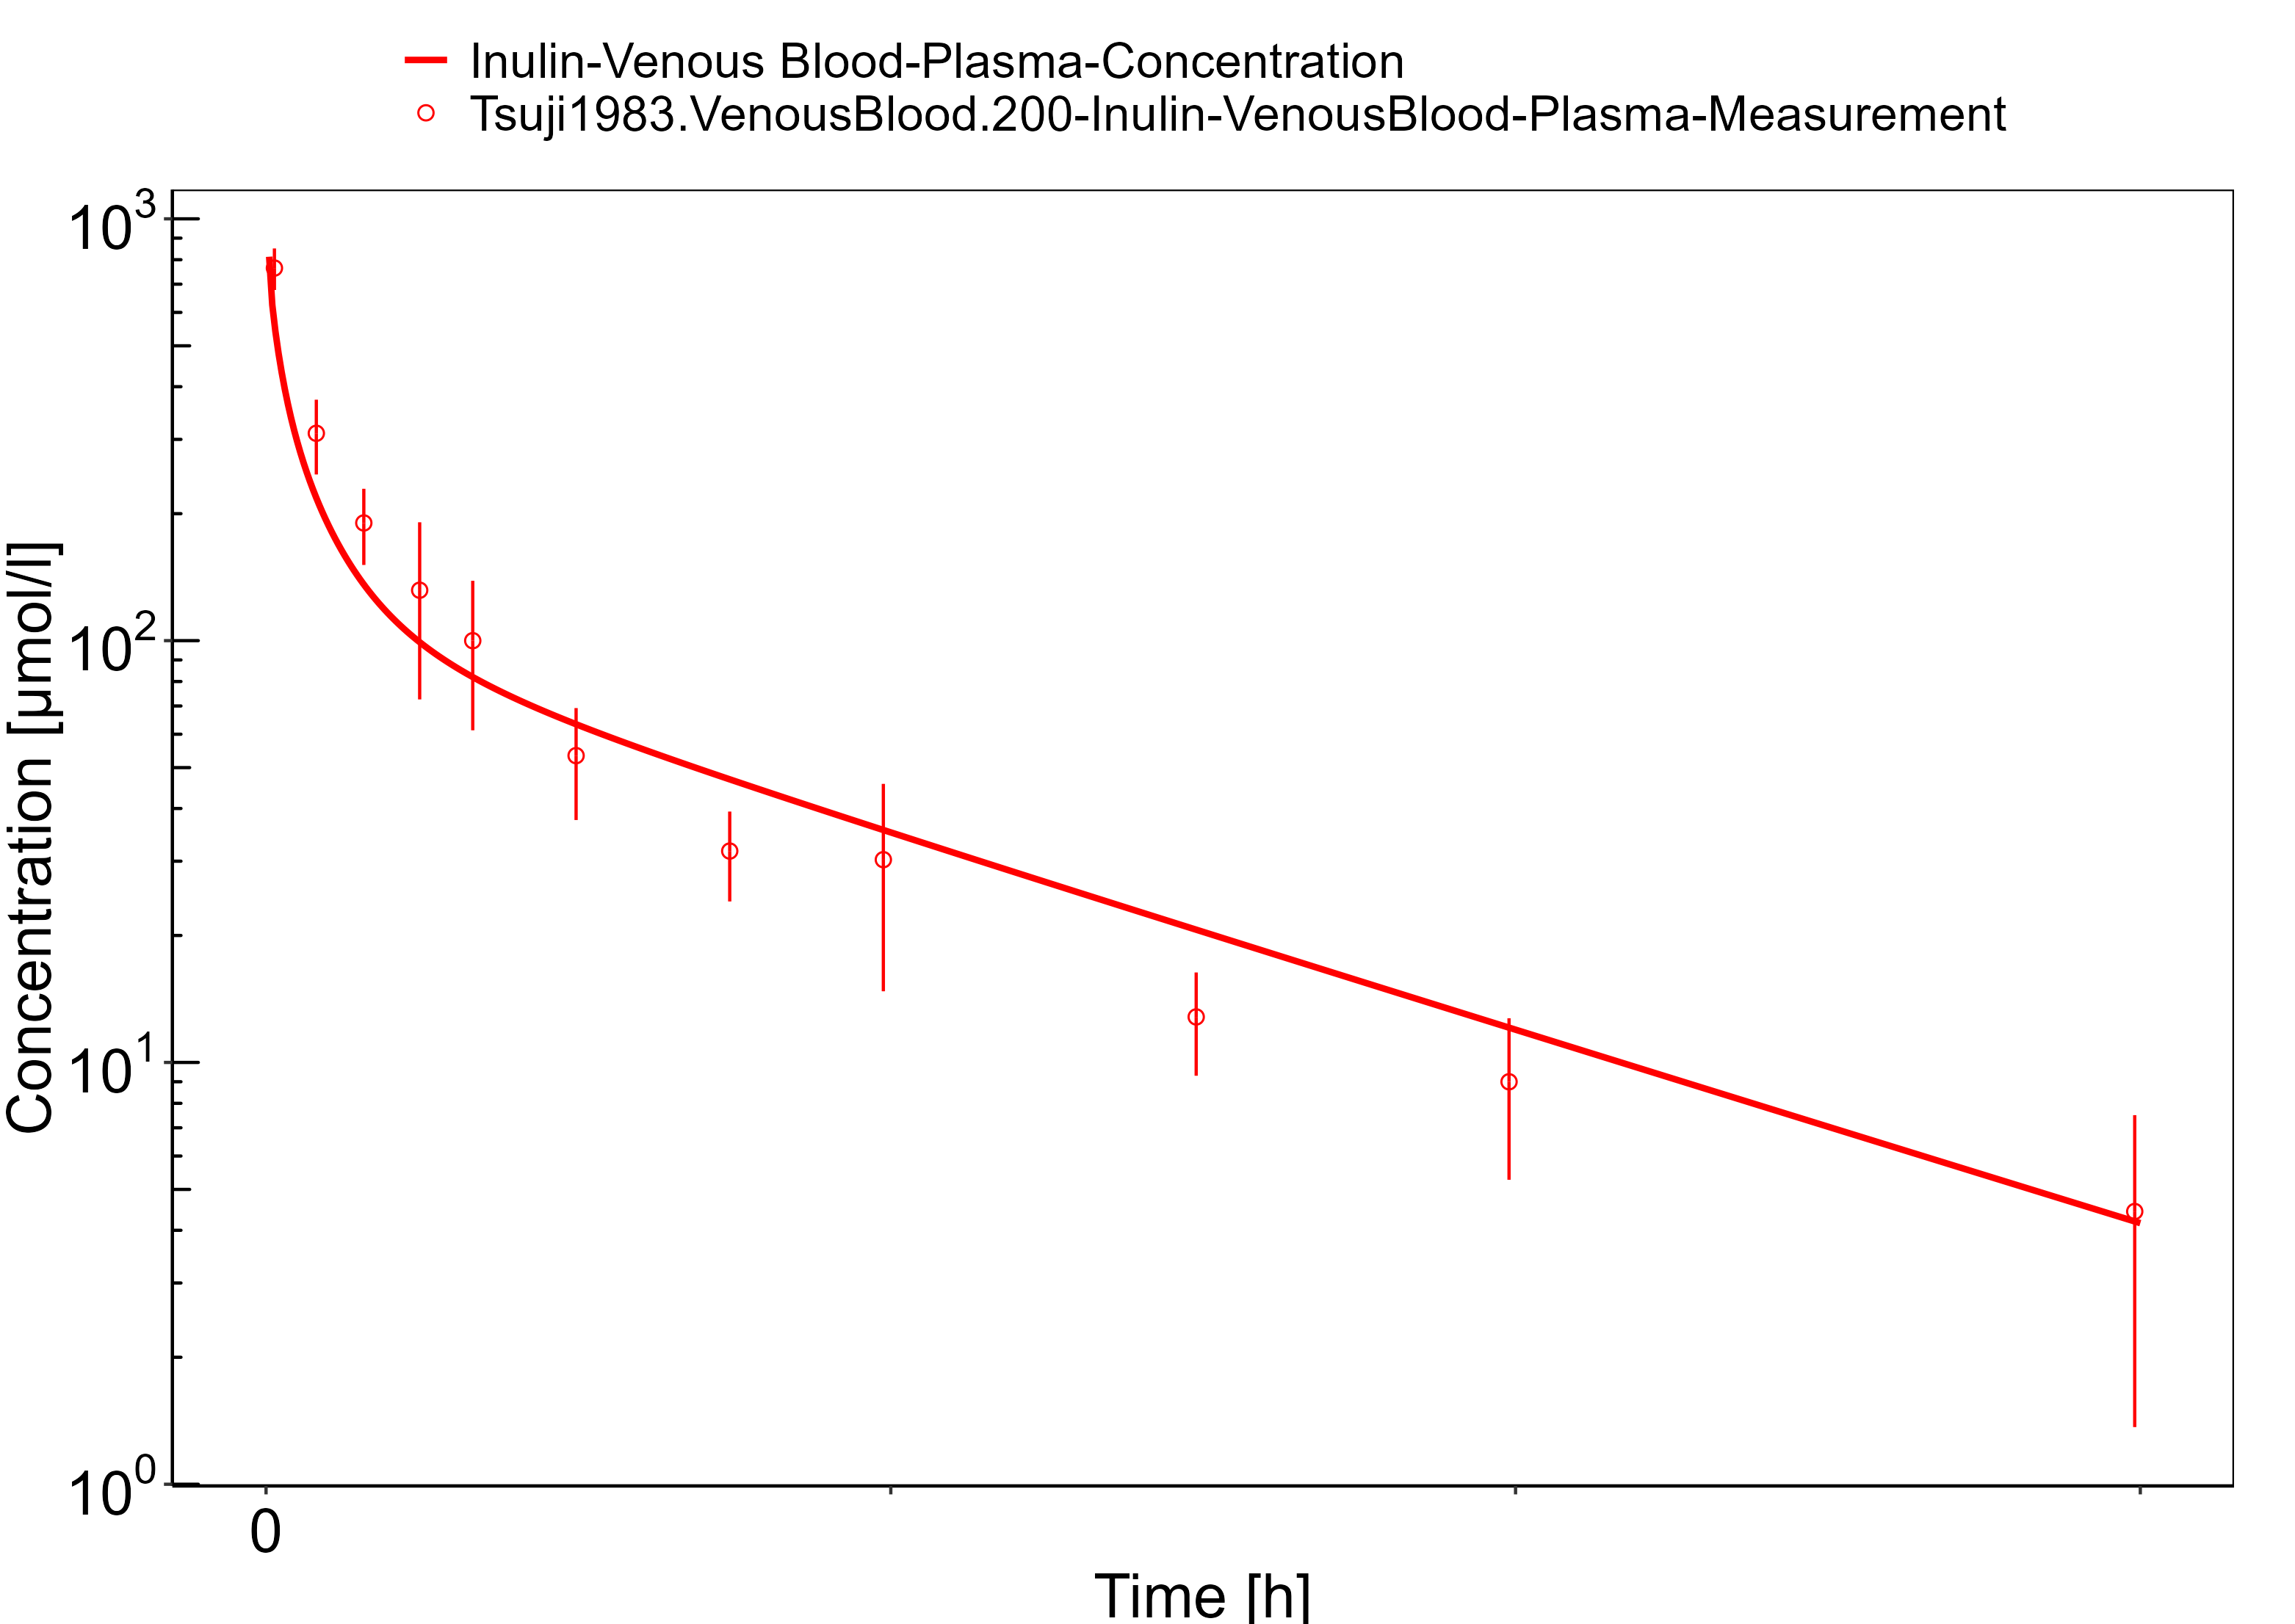 Inulin-Venous Blood-Plasma-Concentration
Tsuji1983.VenousBlood.200-Inulin-VenousBlood-Plasma-Measurement
Concentration [µmol/l]
10³
10²
10¹
10⁰
0
Time [h]